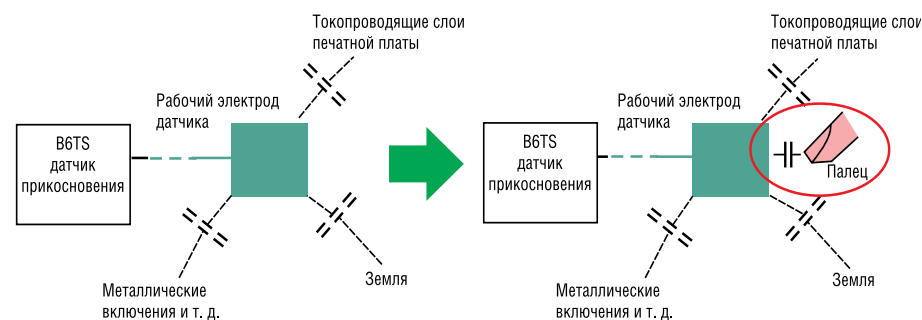 Токопроводящие слои
печатной платы
Рабочий электрод
датчика
B6TS
датчик
прикосновения
Земля
Металлические
включения и т. д.
Токопроводящие слои
печатной платы
Рабочий электрод
датчика
B6TS
датчик
прикосновения
Палец
Земля
Металлические
включения и т. д.